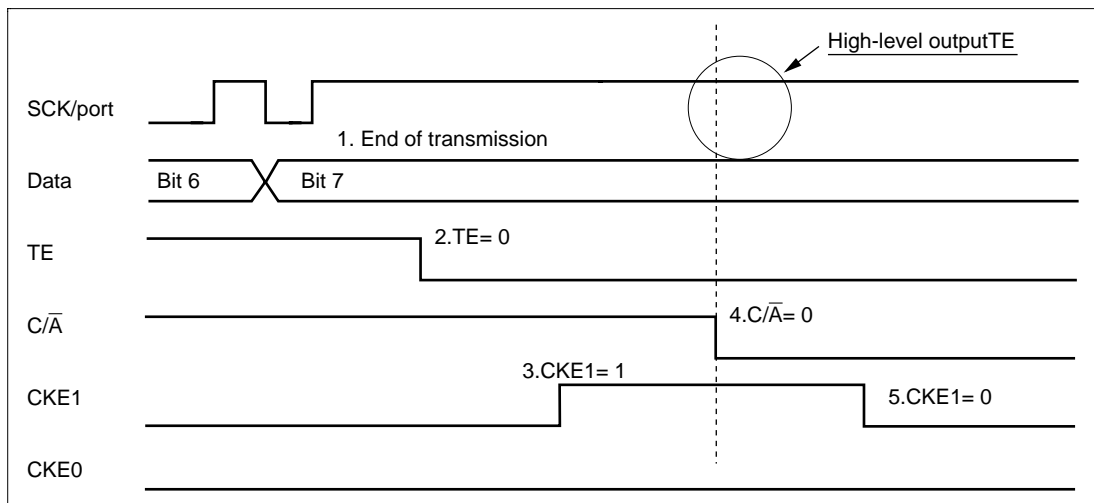 High-level outputTE
SCK/port
1. End of transmission
Data
Bit 6
Bit 7
TE
2.TE= 0
C/A̅
4.C/A̅= 0
3.CKE1= 1
CKE1
5.CKE1= 0
CKE0